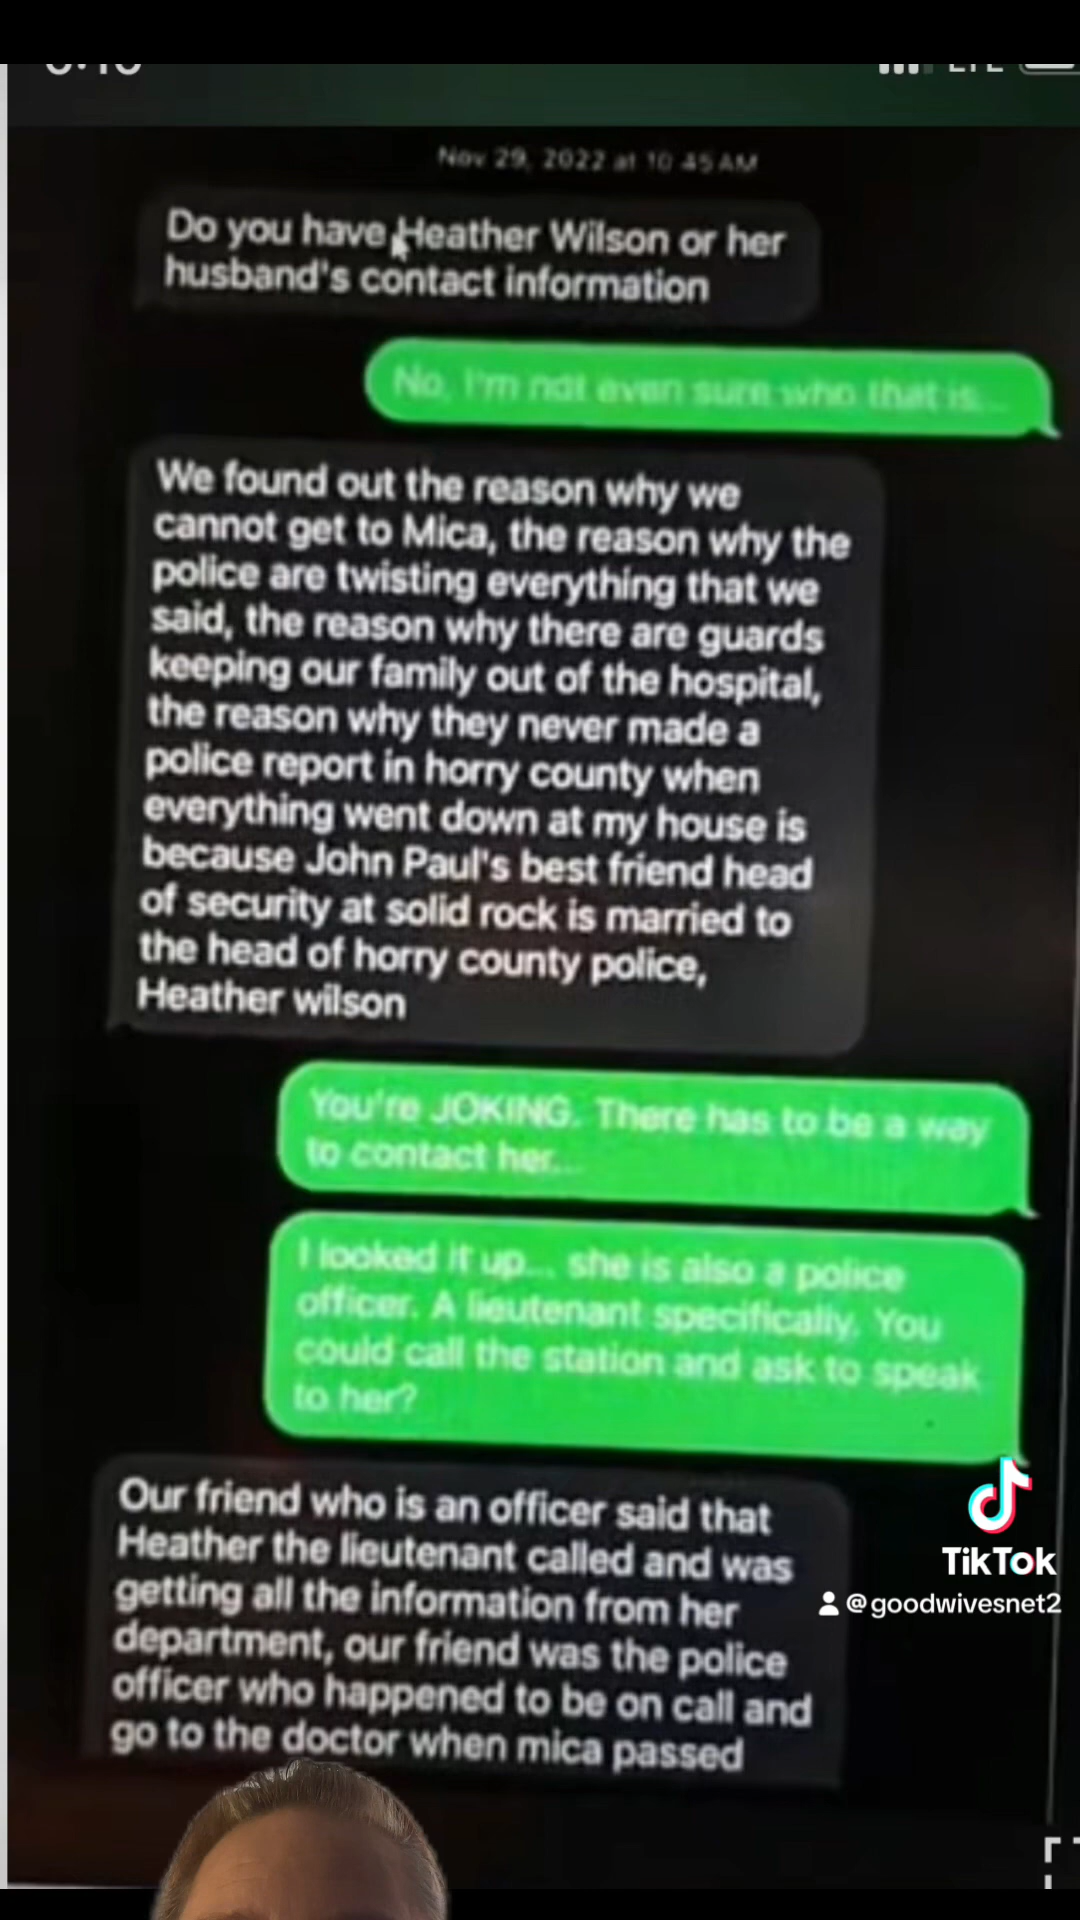 LTE
Nov 29, 2022 at 10:45 AM
Do you have Heather Wilson or her
husband's contact information
No, I'm not even sure who that is...
We found out the reason why we
cannot get to Mica, the reason why the
police are twisting everything that we
said, the reason why there are guards
keeping our family out of the hospital,
the reason why they never made a
police report in horry county when
everything went down at my house is
because John Paul's best friend head
of security at solid rock is married to
the head of horry county police,
Heather wilson
You're JOKING. There has to be a way
to contact her...
I looked it up... she is also a police
officer. A lieutenant specifically. You
could call the station and ask to speak
to her?
Our friend who is an officer said that
Heather the lieutenant called and was
getting all the information from her
department, our friend was the police
officer who happened to be on call and
go to the doctor when mica passed
TikTok
@goodwivesnet2